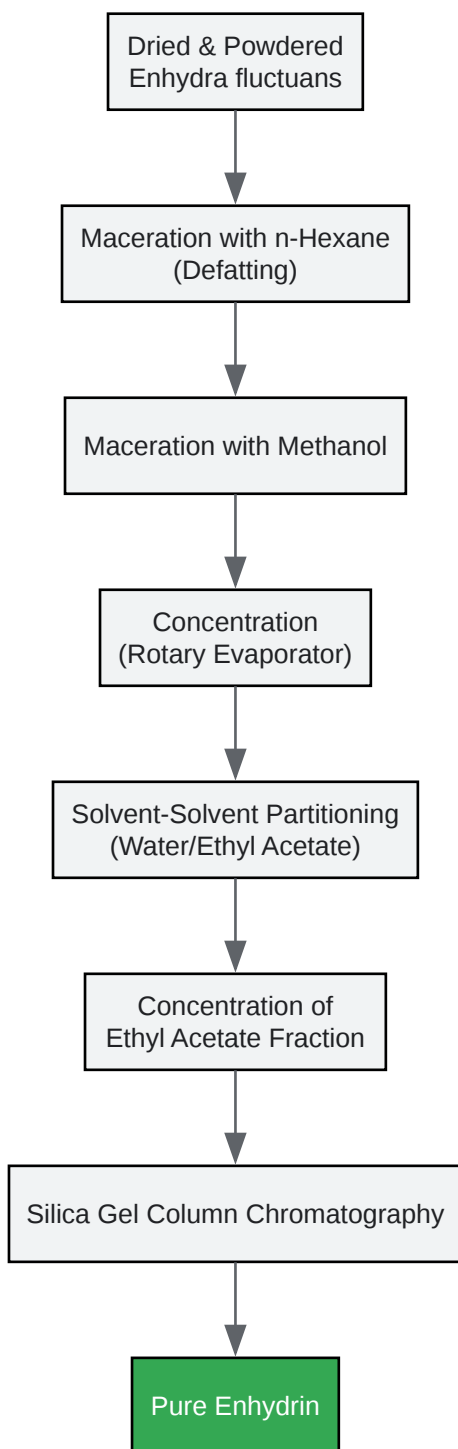 Dried & Powdered
Enhydra fluctuans
Maceration with n-Hexane
(Defatting)
Maceration with Methanol
Concentration
(Rotary Evaporator)
Solvent-Solvent Partitioning
(Water/Ethyl Acetate)
Concentration of
Ethyl Acetate Fraction
Silica Gel Column Chromatography
Pure Enhydrin